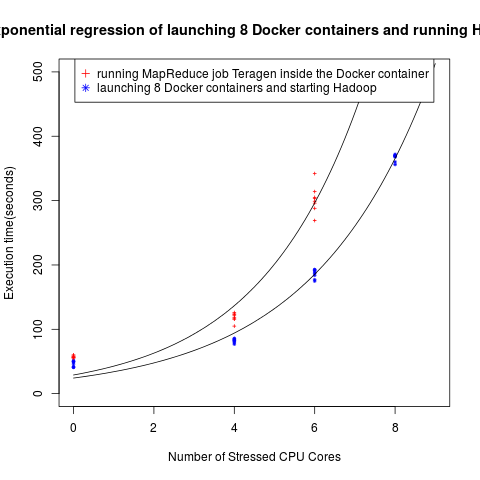 ponential regression of launching 8 Docker containers and running H
running MapReduce job Teragen inside the Docker container
launching 8 Docker containers and starting Hadoop
500
400
300
200
100
0
Execution time(seconds)
0 2 4 6 8
Number of Stressed CPU Cores